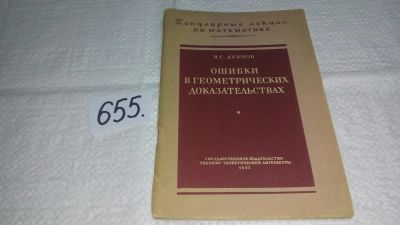 655.
Популярные лекции
ПО МАТЕМАТИКЕ
Я.С. ДУБНОВ
ОШИБКИ
В ГЕОМЕТРИЧЕСКИХ
ДОКАЗАТЕЛЬСТВАХ
ГОСУДАРСТВЕННОЕ ИЗДАТЕЛЬСТВО
ТЕХНИКО-ТЕОРЕТИЧЕСКОЙ ЛИТЕРАТУРЫ